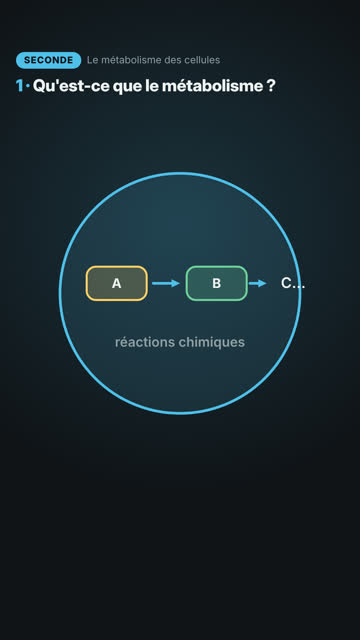 SECONDE Le métabolisme des cellules
1· Qu'est-ce que le métabolisme ?
A B C...
réactions chimiques